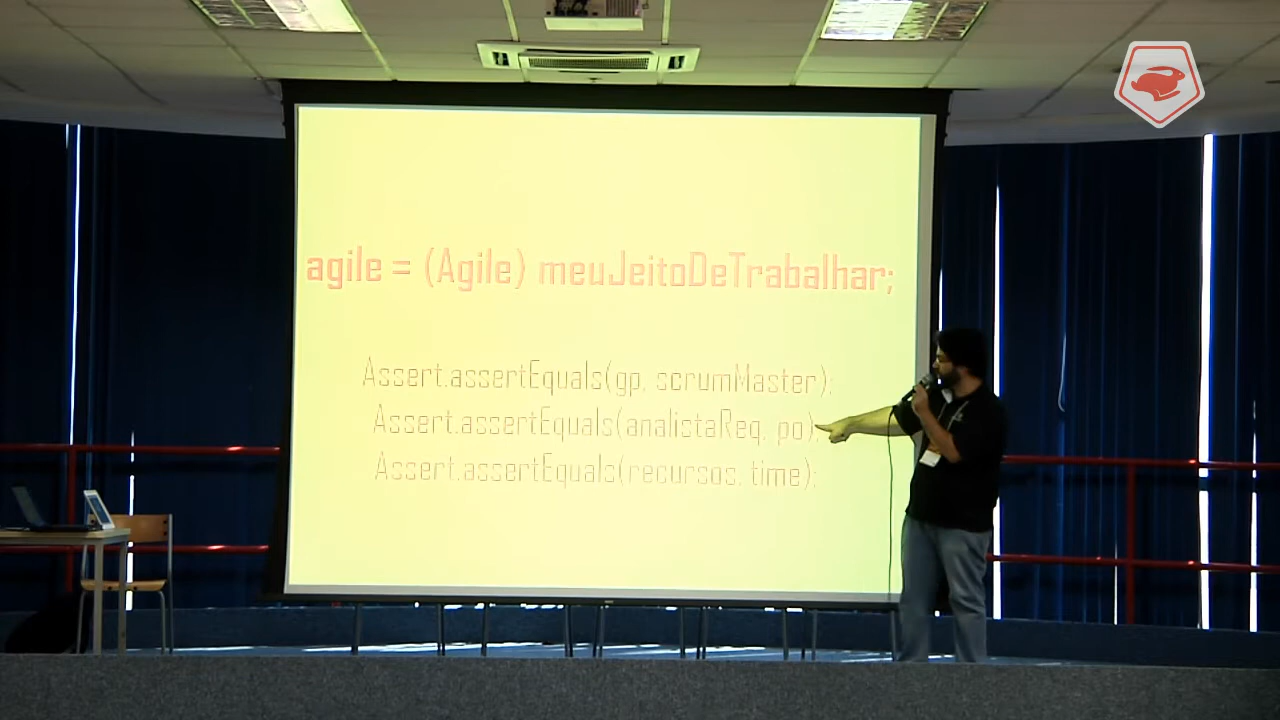 agile = (Agile) meuJeitoDeTrabalhar;
Assert.assertEquals(gp, scrumMaster);
Assert.assertEquals(analistaReq, po);
Assert.assertEquals(recursos, time);